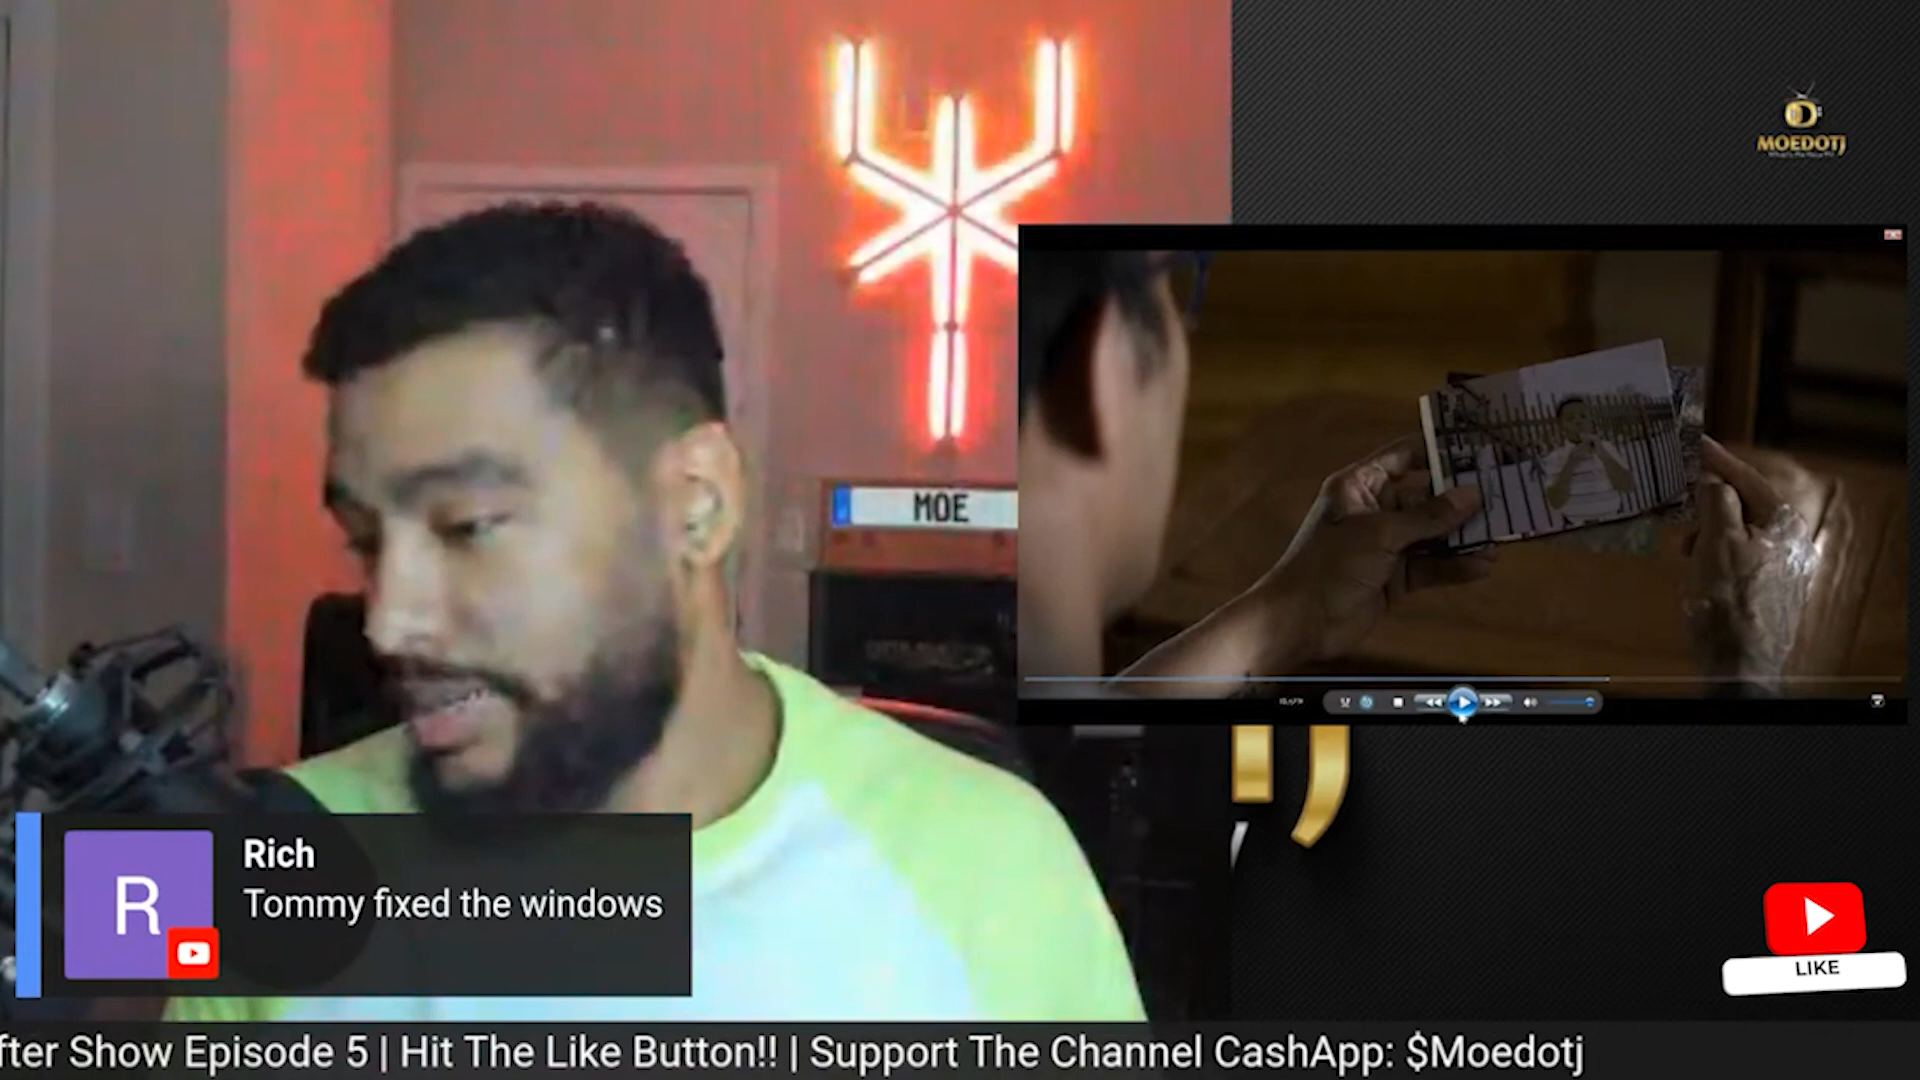 MOEDOTJ
MOE
Rich
Tommy fixed the windows
R
LIKE
fter Show Episode 5 | Hit The Like Button!! | Support The Channel CashApp: $Moedotj